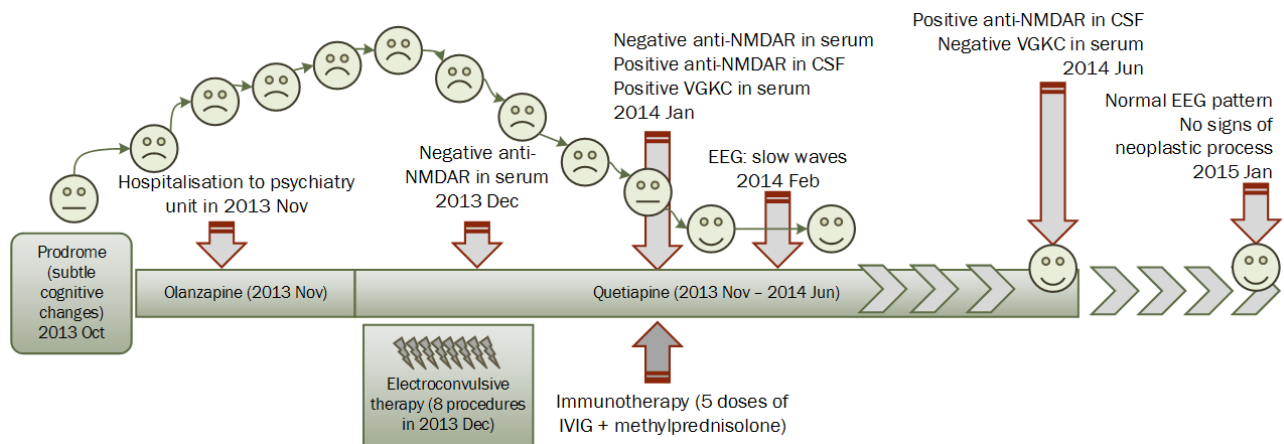 Positive anti-NMDAR in CSF
Negative VGKC in serum
2014 Jun
Negative anti-NMDAR in serum
Positive anti-NMDAR in CSF
Positive VGKC in serum
2014 Jan
Normal EEG pattern
No signs of
neoplastic process
2015 Jan
Negative anti-
NMDAR in serum
2013 Dec
EEG: slow waves
2014 Feb
Hospitalisation to psychiatry
unit in 2013 Nov
Prodrome
(subtle
cognitive
changes)
2013 Oct
Olanzapine (2013 Nov)
Quetiapine (2013 Nov – 2014 Jun)
Electroconvulsive
therapy (8 procedures
in 2013 Dec)
Immunotherapy (5 doses of
IVIG + methylprednisolone)